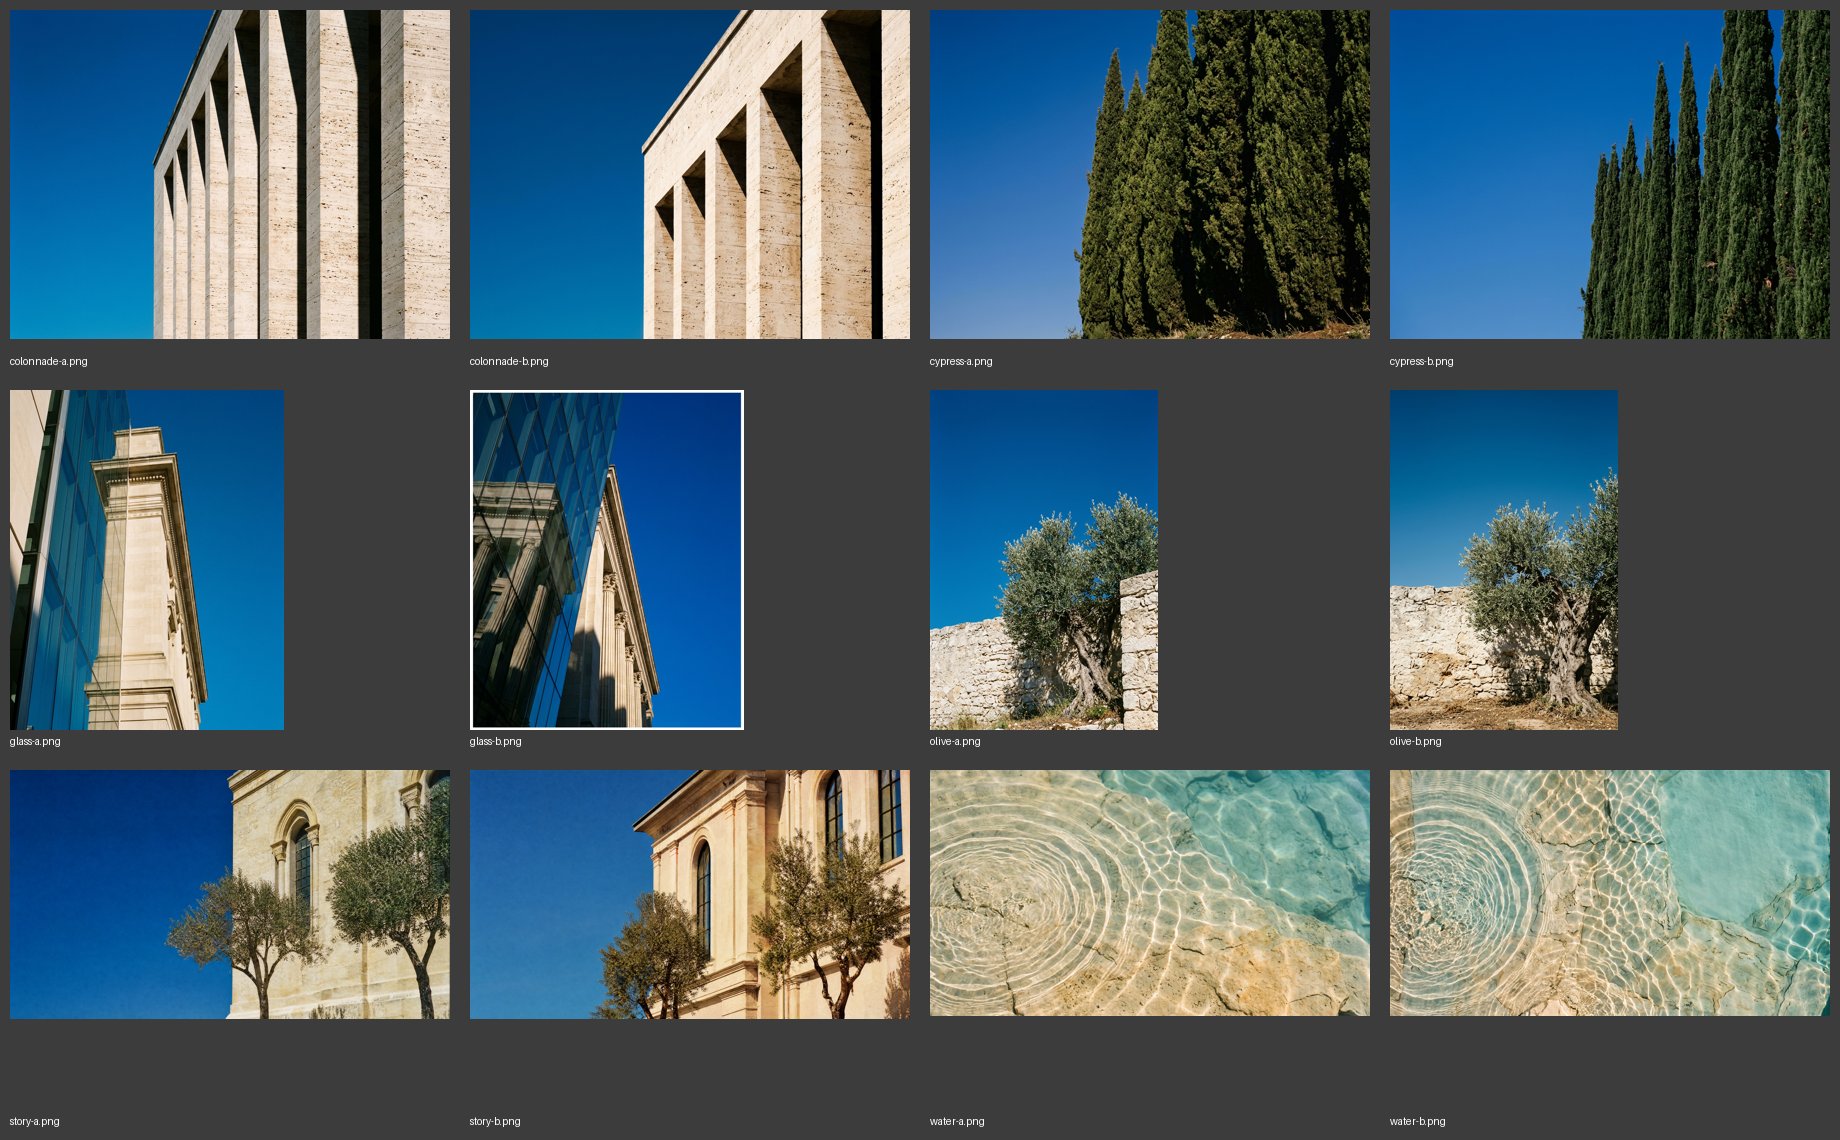 colonnade-a.png
colonnade-b.png
cypress-a.png
cypress-b.png
glass-a.png
glass-b.png
olive-a.png
olive-b.png
story-a.png
story-b.png
water-a.png
water-b.png